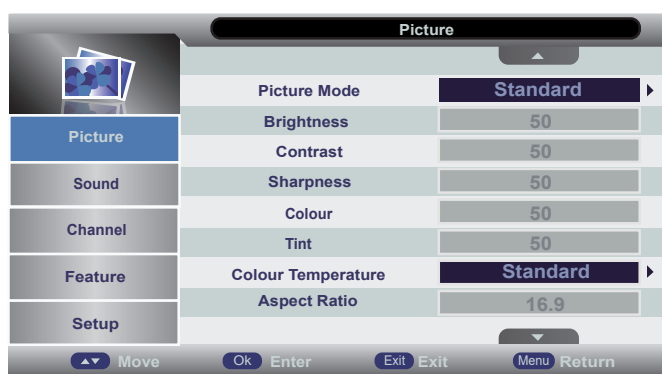 Picture
Picture Mode Standard
Brightness 50
Contrast 50
Sharpness 50
Colour 50
Tint 50
Colour Temperature Standard
Aspect Ratio 16.9
Picture
Sound
Channel
Feature
Setup
Move Ok Enter Exit Exit Menu Return